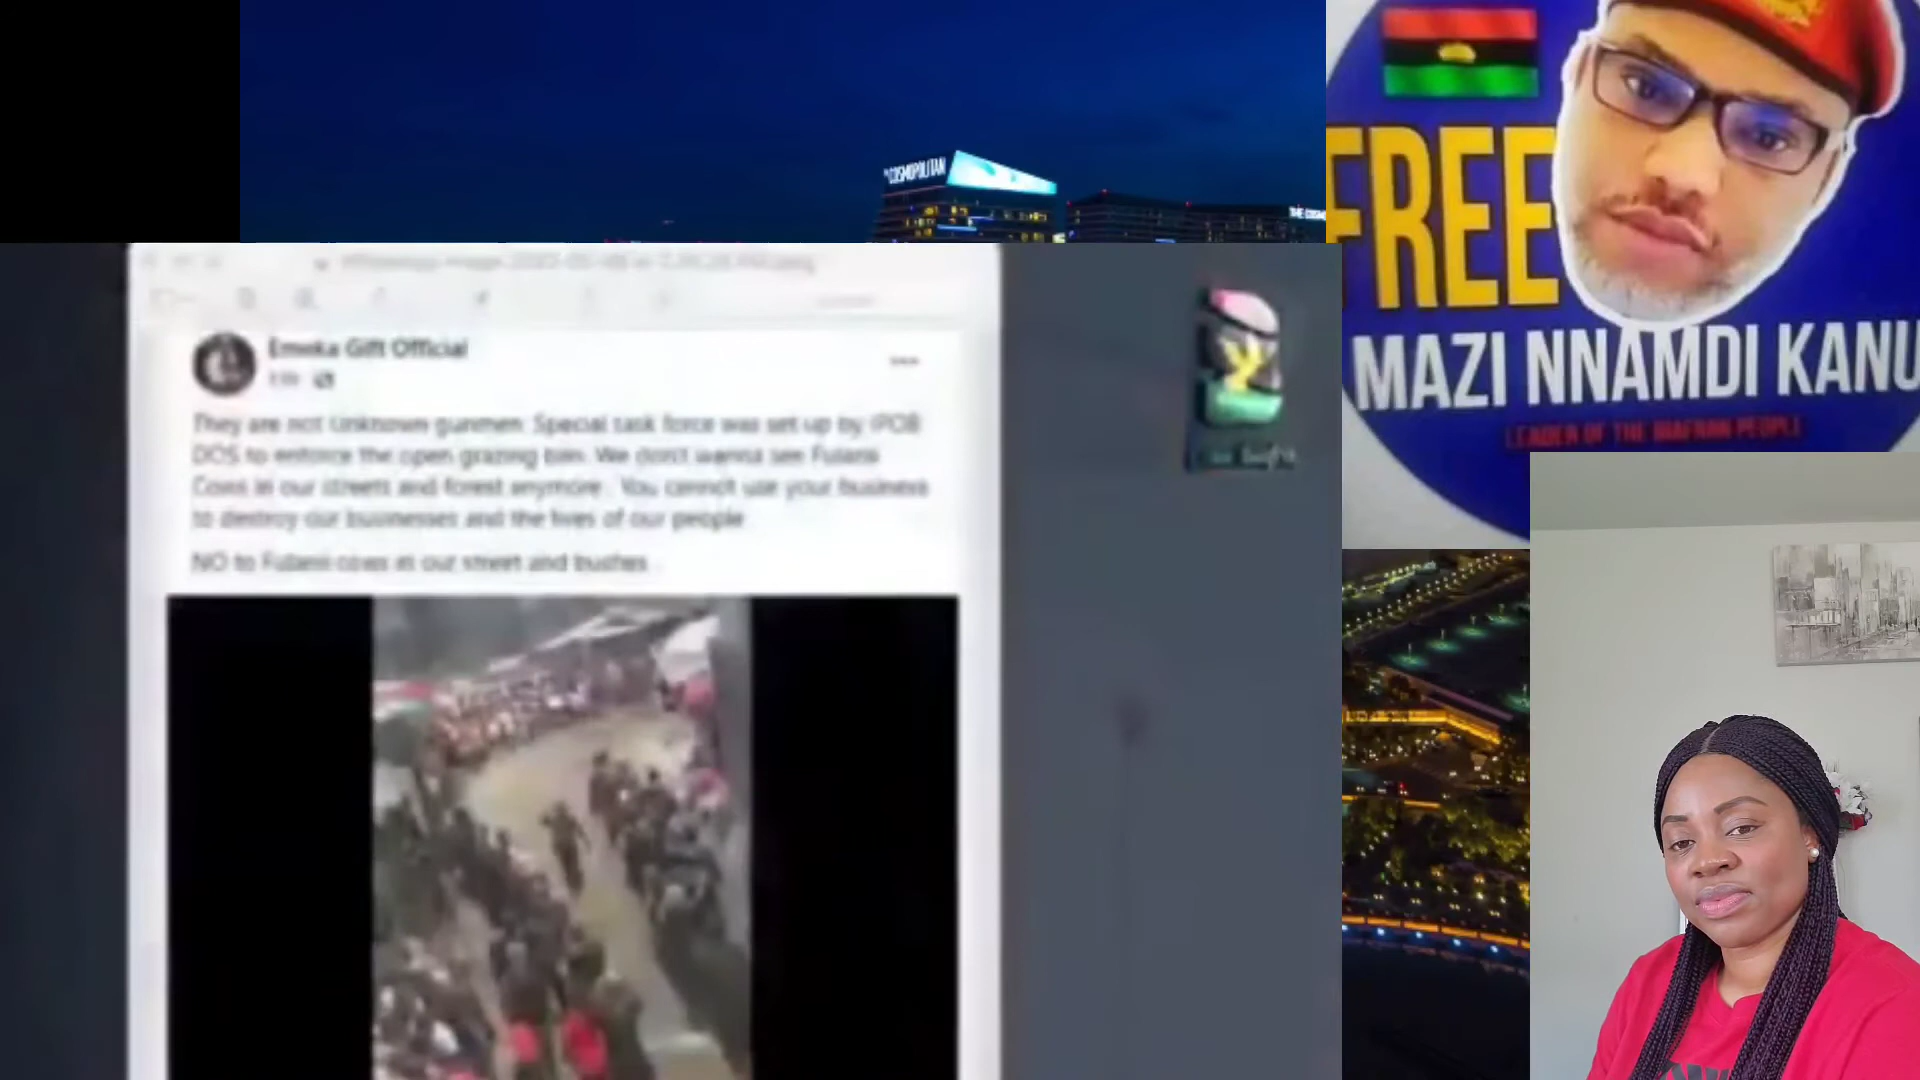 THE COSMOPOLITAN
FREE
MAZI NNAMDI KANU
(LEADER OF THE BIAFRAN PEOPLE)
Emeka Gift Official
They are not Unknown gunmen. Special task force was set up by IPOB
DOS to enforce the open grazing ban. We don't wanna see Fulani
Cows in our streets and forest anymore. You cannot use your business
to destroy our businesses and the lives of our people
NO to Fulani cows in our street and bushes